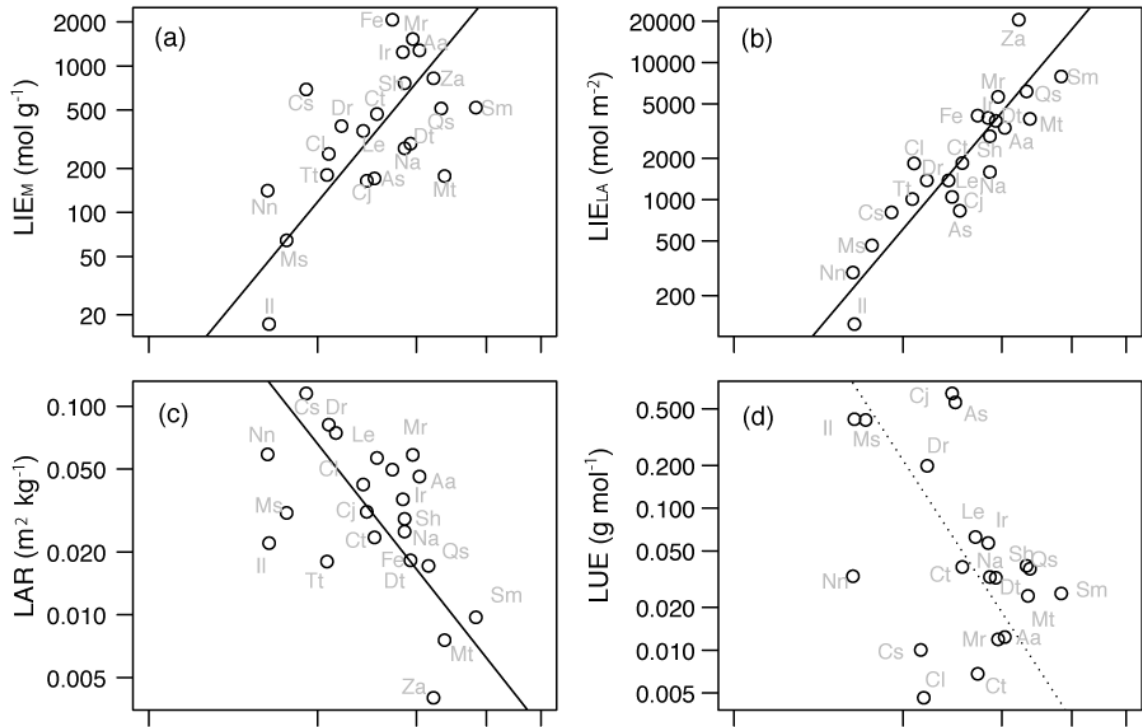 (a)
LIEM (mol g⁻¹)
2000
1000
500
200
100
50
20
Fe
Mr
Ir
Aa
Sh
Za
Cs
Ct
Dr
Qs
Sm
Cl
Le
Dt
Na
Tt
Cj
As
Mt
Nn
Ms
Il
(b)
LIELA (mol m⁻²)
20000
10000
5000
2000
1000
500
200
Za
Sm
Mr
Qs
Ir
Fe
Dt
Mt
Aa
Sh
Cl
Ct
Dr
Le
Na
Tt
Cj
Cs
As
Ms
Nn
Il
(c)
LAR (m² kg⁻¹)
0.100
0.050
0.020
0.010
0.005
Cs
Dr
Nn
Le
Mr
Cl
Aa
Ms
Ir
Cj
Sh
Ct
Na
Il
Qs
Tt
Fe
Dt
Sm
Mt
Za
(d)
LUE (g mol⁻¹)
0.500
0.200
0.100
0.050
0.020
0.010
0.005
Cj
As
Il
Ms
Dr
Le
Ir
Sh
Qs
Nn
Ct
Na
Dt
Sm
Mt
Mr
Aa
Cs
Cl
Ct